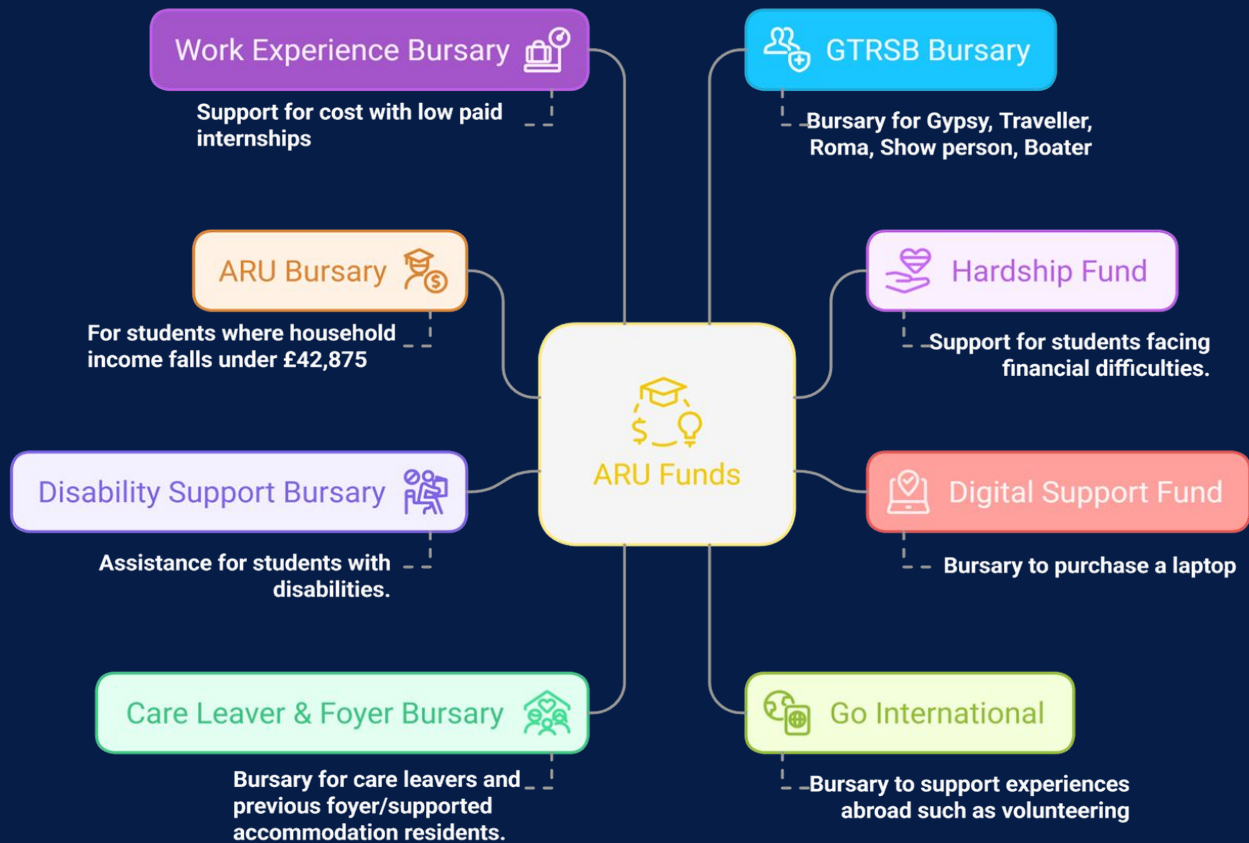 Work Experience Bursary
Support for cost with low paid
internships
GTRSB Bursary
Bursary for Gypsy, Traveller,
Roma, Show person, Boater
ARU Bursary
For students where household
income falls under £42,875
Hardship Fund
Support for students facing
financial difficulties.
ARU Funds
Disability Support Bursary
Assistance for students with
disabilities.
Digital Support Fund
Bursary to purchase a laptop
Care Leaver & Foyer Bursary
Bursary for care leavers and
previous foyer/supported
accommodation residents.
Go International
Bursary to support experiences
abroad such as volunteering